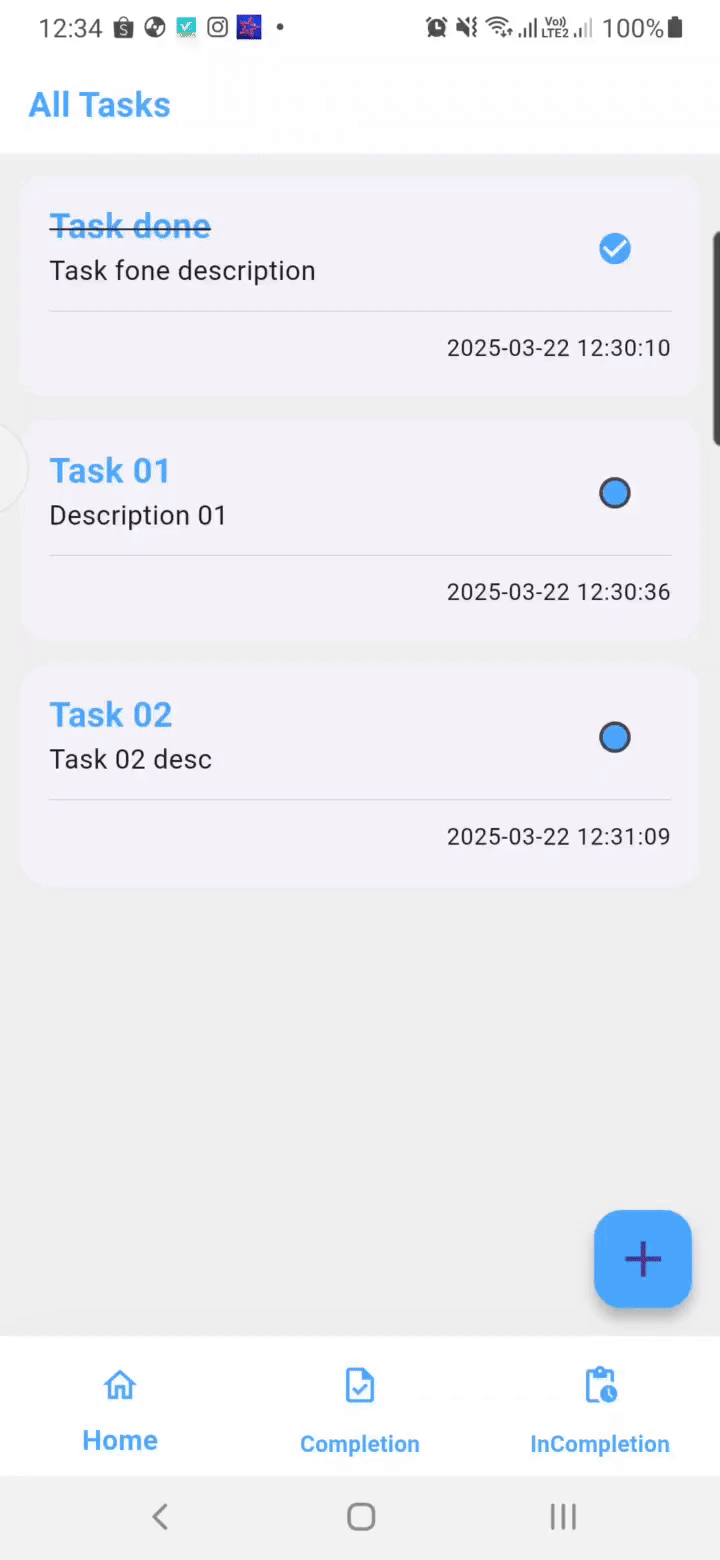 12:34
Vo))
LTE2
100%
All Tasks
Task done
Task fone description
2025-03-22 12:30:10
Task 01
Description 01
2025-03-22 12:30:36
Task 02
Task 02 desc
2025-03-22 12:31:09
Home
Completion
InCompletion